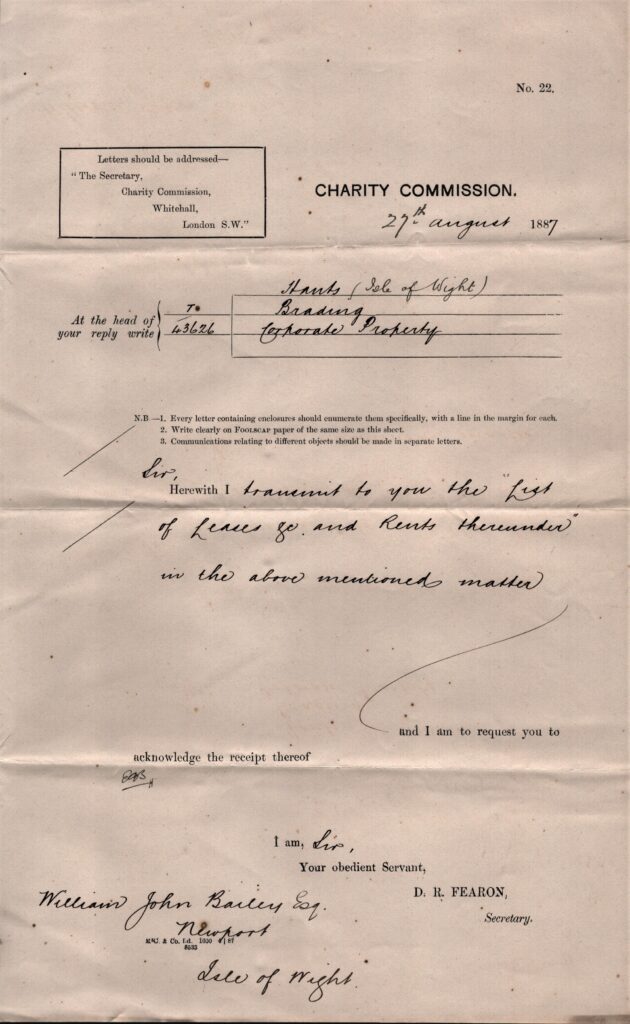 No. 22.
Letters should be addressed—
"The Secretary,
Charity Commission,
Whitehall,
London S.W."
CHARITY COMMISSION.
27th August 1887
At the head of
your reply write
T
43626
Hants (Isle of Wight)
Brading
Corporate Property
N.B.—1. Every letter containing enclosures should enumerate them specifically, with a line in the margin for each.
2. Write clearly on FOOLSCAP paper of the same size as this sheet.
3. Communications relating to different objects should be made in separate letters.
Sir,
Herewith I transmit to you the "List
of Leases &c. and Rents thereunder"
in the above mentioned matter
and I am to request you to
acknowledge the receipt thereof
I am, Sir,
Your obedient Servant,
D. R. FEARON,
Secretary.
William John Bailey Esq.
Newport
& Co. Ld. 1000 87
Isle of Wight.